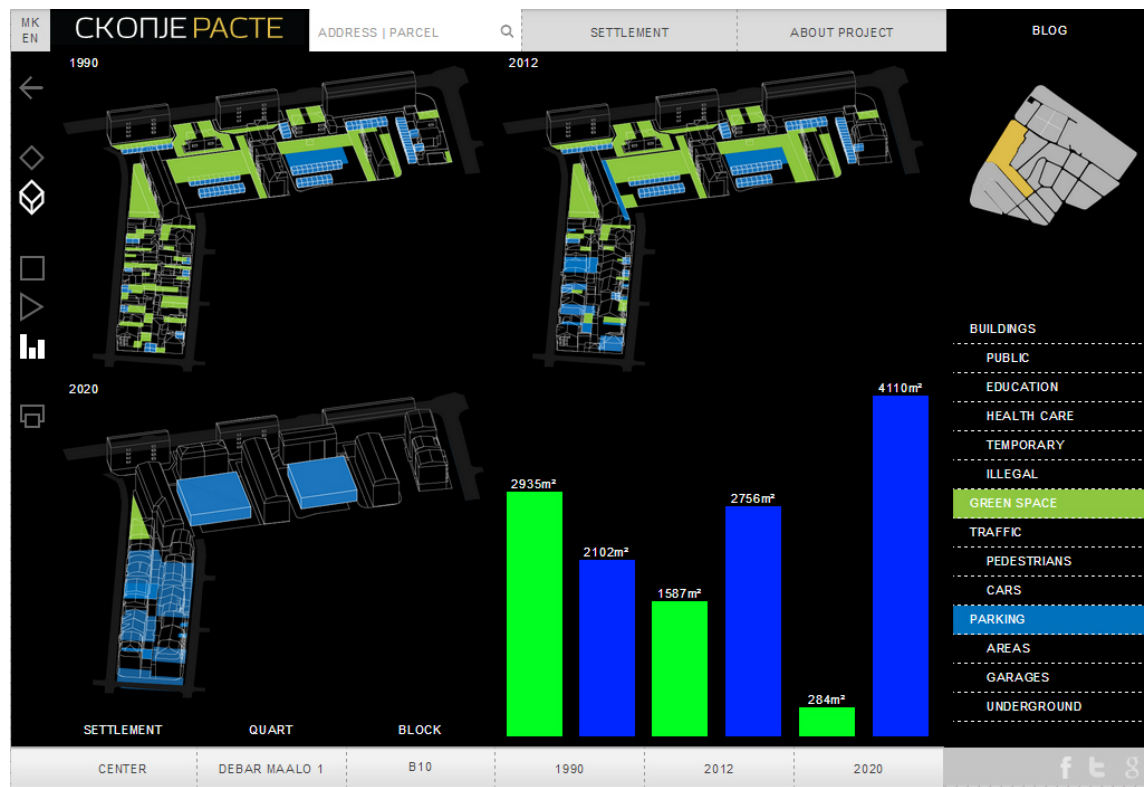 MK
EN
СКОПЈЕ РАСТЕ
ADDRESS | PARCEL
SETTLEMENT
ABOUT PROJECT
BLOG
1990
2012
2020
BUILDINGS
PUBLIC
EDUCATION
HEALTH CARE
TEMPORARY
ILLEGAL
GREEN SPACE
TRAFFIC
PEDESTRIANS
CARS
PARKING
AREAS
GARAGES
UNDERGROUND
2935m²
2102m²
1587m²
2756m²
284m²
4110m²
SETTLEMENT
QUART
BLOCK
CENTER
DEBAR MAALO 1
B10
1990
2012
2020